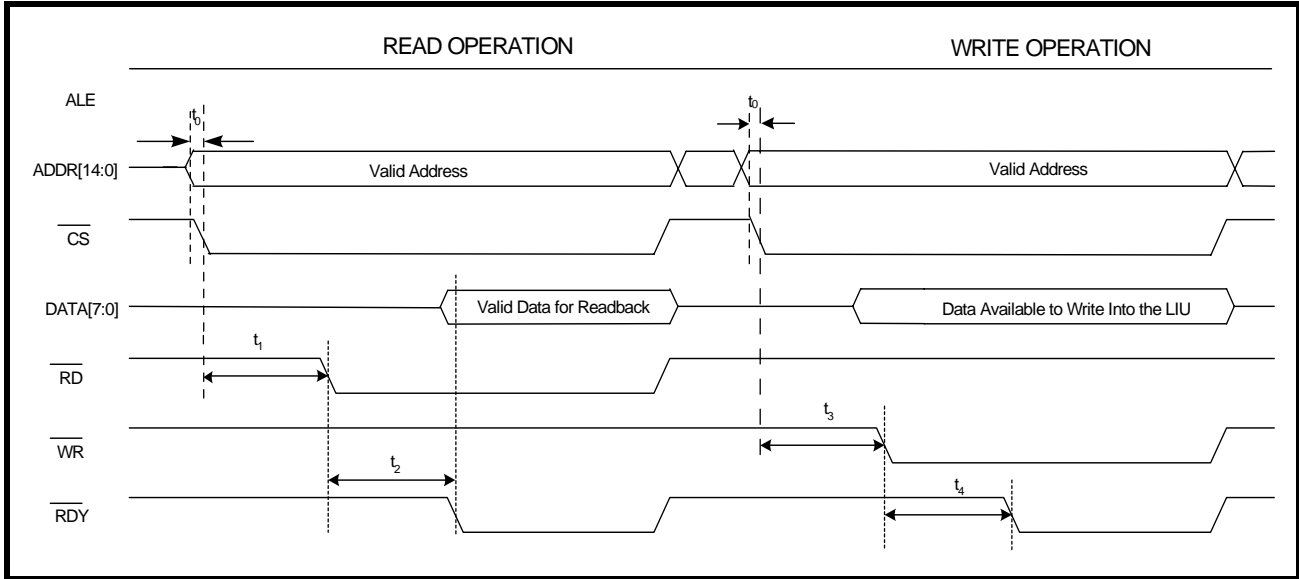 READ OPERATION
WRITE OPERATION
ALE
t0
t0
ADDR[14:0]
Valid Address
Valid Address
CS
DATA[7:0]
Valid Data for Readback
Data Available to Write Into the LIU
t1
RD
t3
WR
t2
t4
RDY